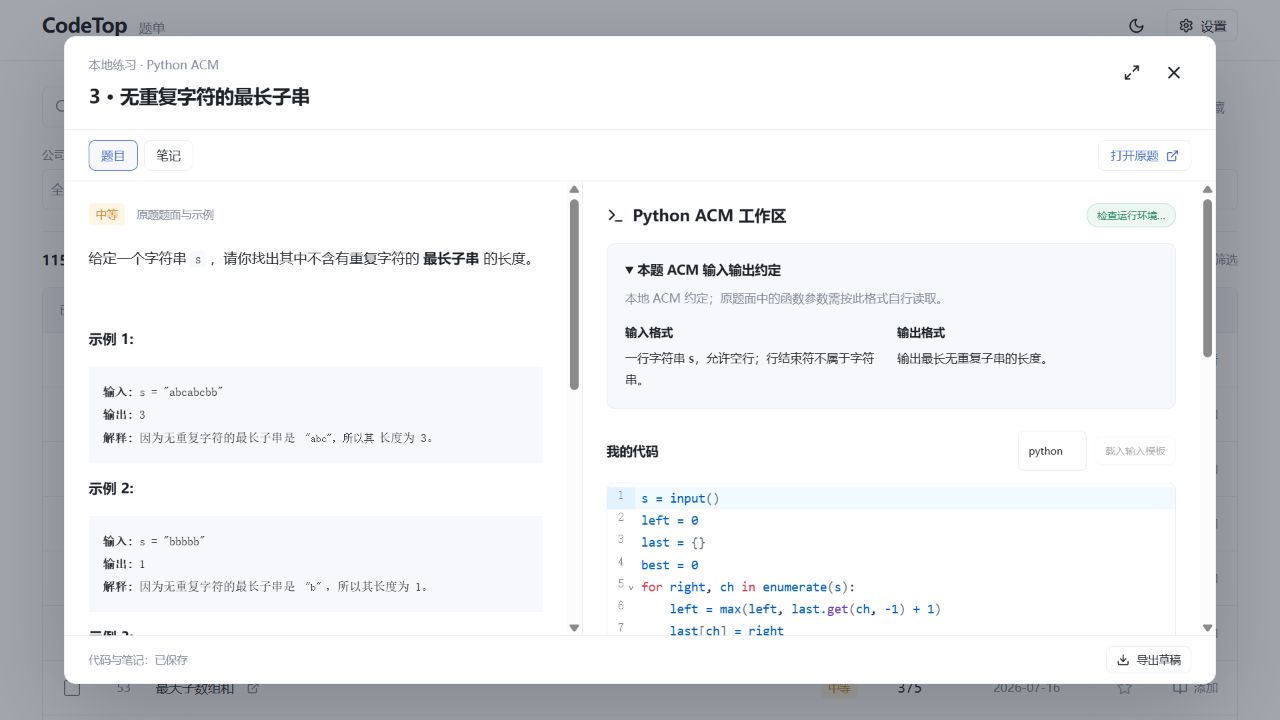 CodeTop 题单
设置
本地练习 · Python ACM
3 • 无重复字符的最长子串
题目
笔记
打开原题
中等 原题题面与示例
给定一个字符串 s ，请你找出其中不含有重复字符的 最长子串 的长度。
示例 1:
输入: s = "abcabcbb"
输出: 3
解释: 因为无重复字符的最长子串是 "abc"，所以其 长度为 3。
示例 2:
输入: s = "bbbbb"
输出: 1
解释: 因为无重复字符的最长子串是 "b"，所以其长度为 1。
Python ACM 工作区
检查运行环境...
▼ 本题 ACM 输入输出约定
本地 ACM 约定；原题面中的函数参数需按此格式自行读取。
输入格式
一行字符串 s，允许空行；行结束符不属于字符
串。
输出格式
输出最长无重复子串的长度。
我的代码
python
载入输入模板
1 s = input()
2 left = 0
3 last = {}
4 best = 0
5 for right, ch in enumerate(s):
6     left = max(left, last.get(ch, -1) + 1)
7     last[ch] = right
代码与笔记：已保存
导出草稿
公司
全
115
筛选
53 最大子数组和 中等 375 2026-07-16 添加